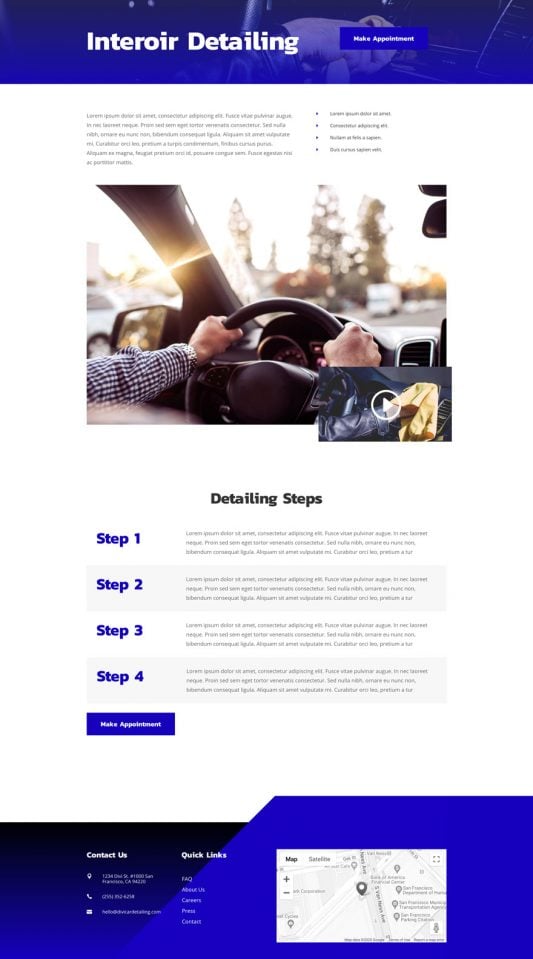 Interoir Detailing
Make Appointment
Lorem ipsum dolor sit amet, consectetur adipiscing elit. Fusce vitae pulvinar augue.
In nec laoreet neque. Proin sed sem eget tortor venenatis consectetur. Sed nulla
nibh, ornare eu nunc non, bibendum consequat ligula. Aliquam sit amet vulputate
mi. Curabitur orci leo, pretium a turpis condimentum, finibus cursus purus.
Aliquam ex magna, feugiat pretium orci id, posuere congue sem. Fusce egestas nisi
ac porttitor mattis.
Lorem ipsum dolor sit amet.
Consectetur adipiscing elit.
Nullam at felis a sapien.
Duis cursus sapien velit.
Detailing Steps
Step 1
Lorem ipsum dolor sit amet, consectetur adipiscing elit. Fusce vitae pulvinar augue. In nec laoreet
neque. Proin sed sem eget tortor venenatis consectetur. Sed nulla nibh, ornare eu nunc non,
bibendum consequat ligula. Aliquam sit amet vulputate mi. Curabitur orci leo, pretium a tur
Step 2
Lorem ipsum dolor sit amet, consectetur adipiscing elit. Fusce vitae pulvinar augue. In nec laoreet
neque. Proin sed sem eget tortor venenatis consectetur. Sed nulla nibh, ornare eu nunc non,
bibendum consequat ligula. Aliquam sit amet vulputate mi. Curabitur orci leo, pretium a tur
Step 3
Lorem ipsum dolor sit amet, consectetur adipiscing elit. Fusce vitae pulvinar augue. In nec laoreet
neque. Proin sed sem eget tortor venenatis consectetur. Sed nulla nibh, ornare eu nunc non,
bibendum consequat ligula. Aliquam sit amet vulputate mi. Curabitur orci leo, pretium a tur
Step 4
Lorem ipsum dolor sit amet, consectetur adipiscing elit. Fusce vitae pulvinar augue. In nec laoreet
neque. Proin sed sem eget tortor venenatis consectetur. Sed nulla nibh, ornare eu nunc non,
bibendum consequat ligula. Aliquam sit amet vulputate mi. Curabitur orci leo, pretium a tur
Make Appointment
Contact Us
1234 Divi St. #1000 San
Francisco, CA 94220
(255) 352-6258
hello@divicardetailing.com
Quick Links
FAQ
About Us
Careers
Press
Contact
Map Satellite
Bank of America
Financial Center
San Francisco
Department of
rk Corporation
S Van Ness Ave
San Francisco Municipal
Transportation Agency
San Francisco
Parking Citation
Cycles
Map data ©2020 Google Terms of Use Report a map error